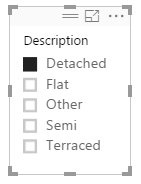 Description
Detached
Flat
Other
Semi
Terraced